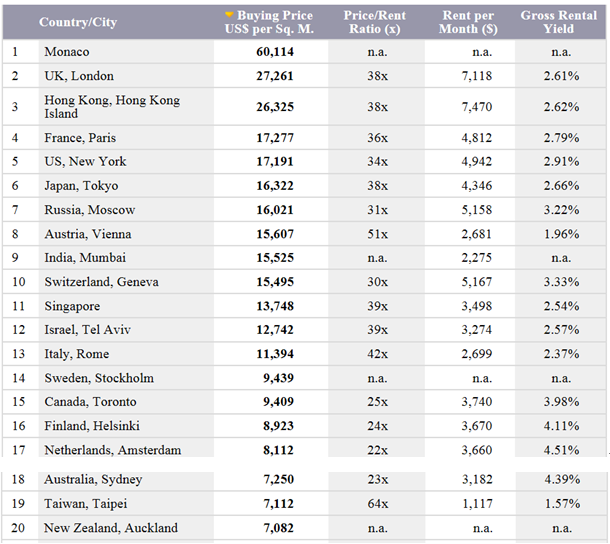 Country/City Buying Price US$ per Sq. M. Price/Rent Ratio (x) Rent per Month ($) Gross Rental Yield
1 Monaco 60,114 n.a. n.a. n.a.
2 UK, London 27,261 38x 7,118 2.61%
3 Hong Kong, Hong Kong Island 26,325 38x 7,470 2.62%
4 France, Paris 17,277 36x 4,812 2.79%
5 US, New York 17,191 34x 4,942 2.91%
6 Japan, Tokyo 16,322 38x 4,346 2.66%
7 Russia, Moscow 16,021 31x 5,158 3.22%
8 Austria, Vienna 15,607 51x 2,681 1.96%
9 India, Mumbai 15,525 n.a. 2,275 n.a.
10 Switzerland, Geneva 15,495 30x 5,167 3.33%
11 Singapore 13,748 39x 3,498 2.54%
12 Israel, Tel Aviv 12,742 39x 3,274 2.57%
13 Italy, Rome 11,394 42x 2,699 2.37%
14 Sweden, Stockholm 9,439 n.a. n.a. n.a.
15 Canada, Toronto 9,409 25x 3,740 3.98%
16 Finland, Helsinki 8,923 24x 3,670 4.11%
17 Netherlands, Amsterdam 8,112 22x 3,660 4.51%
18 Australia, Sydney 7,250 23x 3,182 4.39%
19 Taiwan, Taipei 7,112 64x 1,117 1.57%
20 New Zealand, Auckland 7,082 n.a. n.a. n.a.